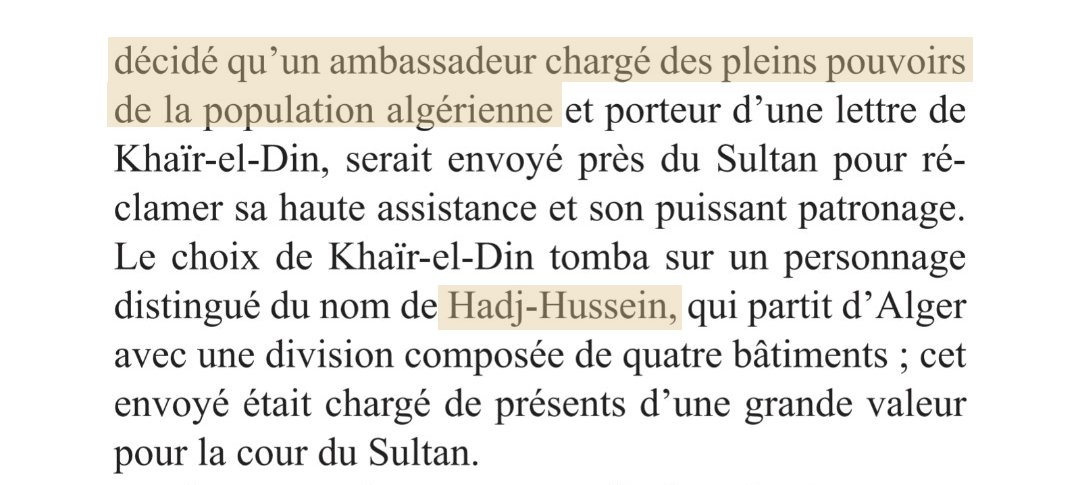 décidé qu’un ambassadeur chargé des pleins pouvoirs
de la population algérienne et porteur d’une lettre de
Khaïr-el-Din, serait envoyé près du Sultan pour ré-
clamer sa haute assistance et son puissant patronage.
Le choix de Khaïr-el-Din tomba sur un personnage
distingué du nom de Hadj-Hussein, qui partit d’Alger
avec une division composée de quatre bâtiments ; cet
envoyé était chargé de présents d’une grande valeur
pour la cour du Sultan.